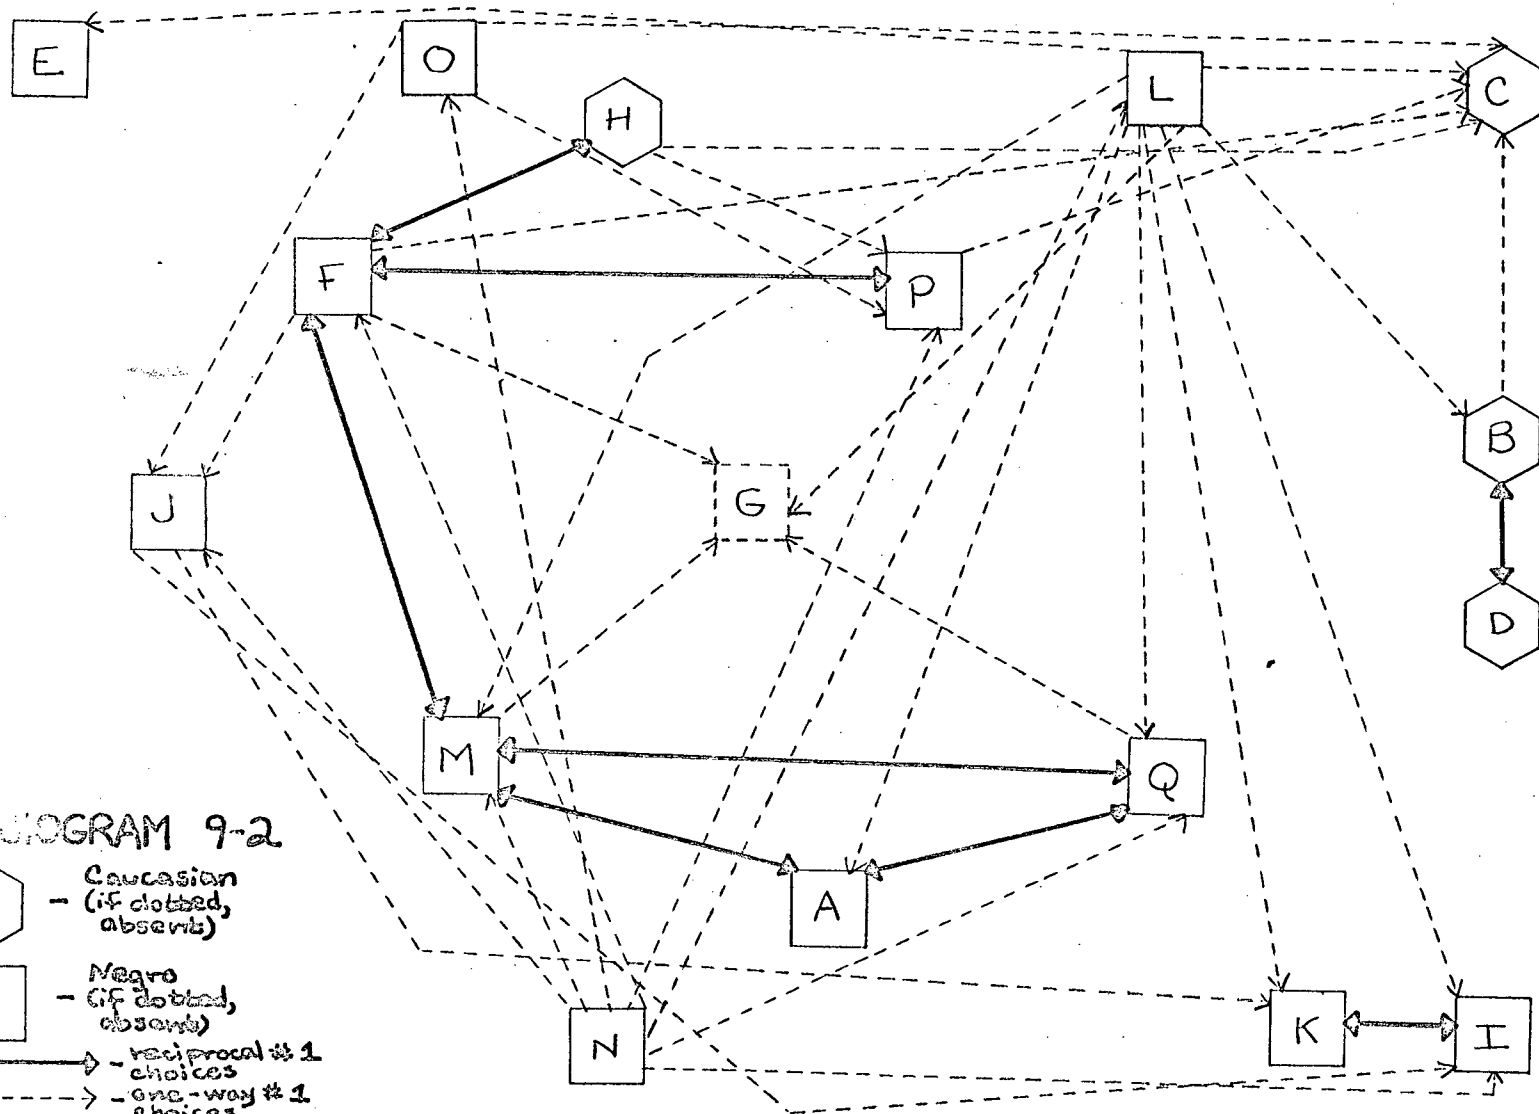 E
O
L
C
H
F
P
B
J
G
D
M
Q
A
N
K
I
OGRAM 9-2
- Caucasian
(if dotted,
absent)
- Negro
(if dotted,
absent)
- reciprocal #1
choices
- one-way #1
choices